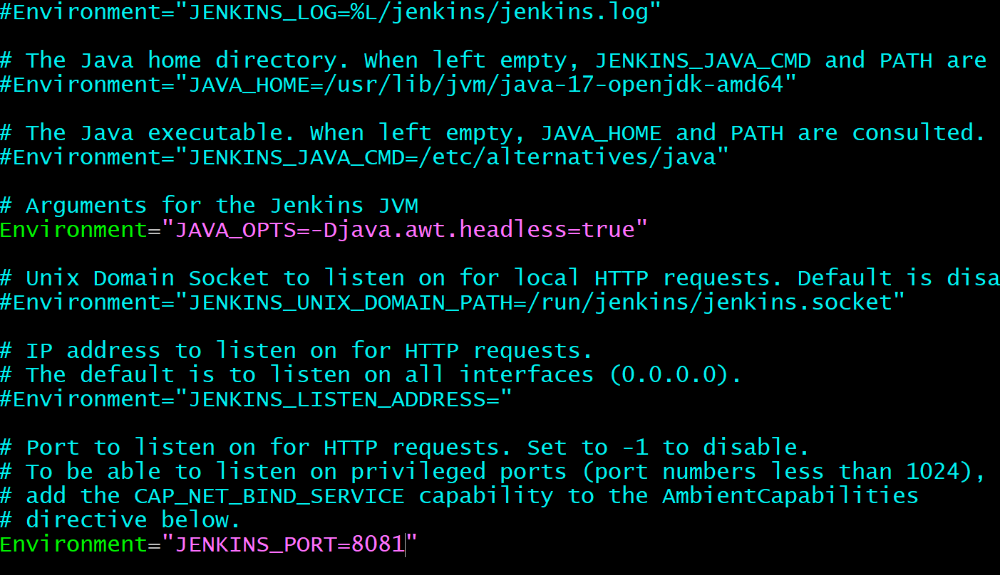 #Environment="JENKINS_LOG=%L/jenkins/jenkins.log"
# The Java home directory. When left empty, JENKINS_JAVA_CMD and PATH are
#Environment="JAVA_HOME=/usr/lib/jvm/java-17-openjdk-amd64"
# The Java executable. When left empty, JAVA_HOME and PATH are consulted.
#Environment="JENKINS_JAVA_CMD=/etc/alternatives/java"
# Arguments for the Jenkins JVM
Environment="JAVA_OPTS=-Djava.awt.headless=true"
# Unix Domain Socket to listen on for local HTTP requests. Default is disa
#Environment="JENKINS_UNIX_DOMAIN_PATH=/run/jenkins/jenkins.socket"
# IP address to listen on for HTTP requests.
# The default is to listen on all interfaces (0.0.0.0).
#Environment="JENKINS_LISTEN_ADDRESS="
# Port to listen on for HTTP requests. Set to -1 to disable.
# To be able to listen on privileged ports (port numbers less than 1024),
# add the CAP_NET_BIND_SERVICE capability to the AmbientCapabilities
# directive below.
Environment="JENKINS_PORT=8081"